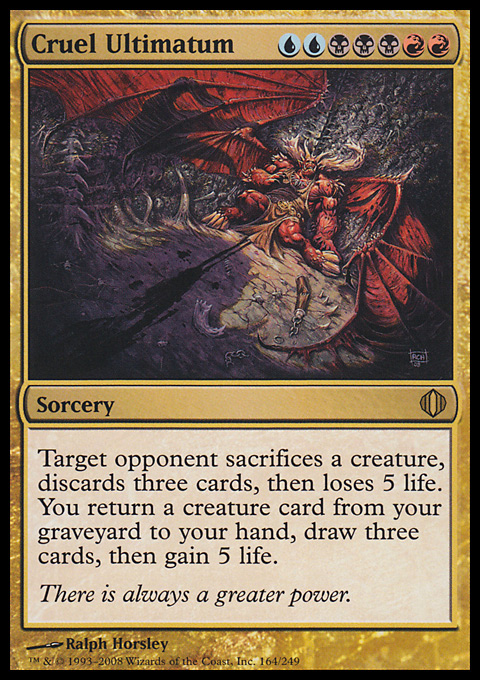 Cruel Ultimatum
RCH
Sorcery
Target opponent sacrifices a creature,
discards three cards, then loses 5 life.
You return a creature card from your
graveyard to your hand, draw three
cards, then gain 5 life.
There is always a greater power.
Ralph Horsley
™ & © 1993–2008 Wizards of the Coast, Inc. 164/249